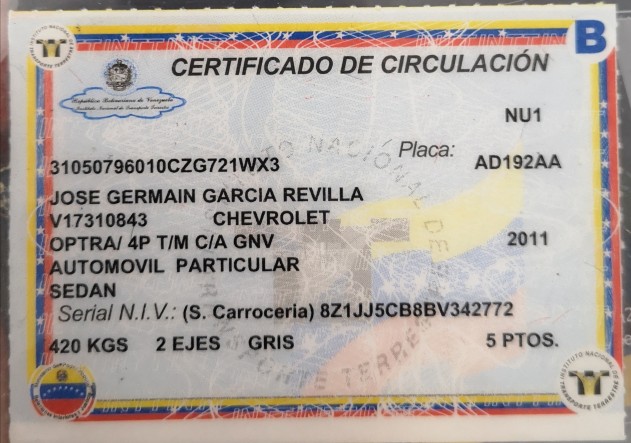 B
CERTIFICADO DE CIRCULACIÓN
República Bolivariana de Venezuela
Instituto Nacional de Transporte Terrestre
NU1
Placa:
31050796010CZG721WX3 AD192AA
JOSE GERMAIN GARCIA REVILLA
V17310843 CHEVROLET
OPTRA/ 4P T/M C/A GNV 2011
AUTOMOVIL PARTICULAR
SEDAN
Serial N.I.V.: (S. Carroceria) 8Z1JJ5CB8BV342772
420 KGS 2 EJES GRIS 5 PTOS.
INSTITUTO NACIONAL DE TRANSPORTE TERRESTRE